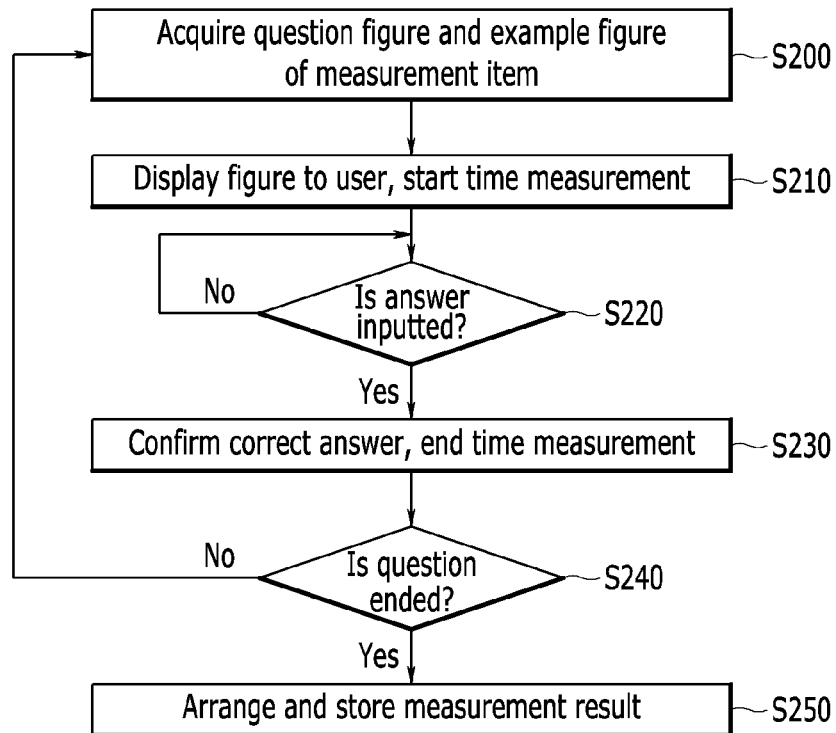 Acquire question figure and example figure
of measurement item
S200
Display figure to user, start time measurement
S210
No
Is answer
inputted?
S220
Yes
Confirm correct answer, end time measurement
S230
No
Is question
ended?
S240
Yes
Arrange and store measurement result
S250